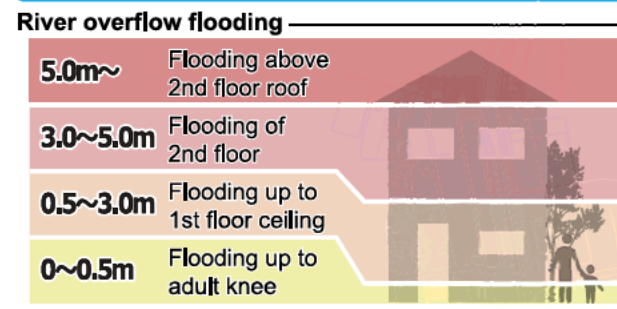 River overflow flooding
5.0m～
Flooding above
2nd floor roof
3.0～5.0m
Flooding of
2nd floor
0.5～3.0m
Flooding up to
1st floor ceiling
0～0.5m
Flooding up to
adult knee